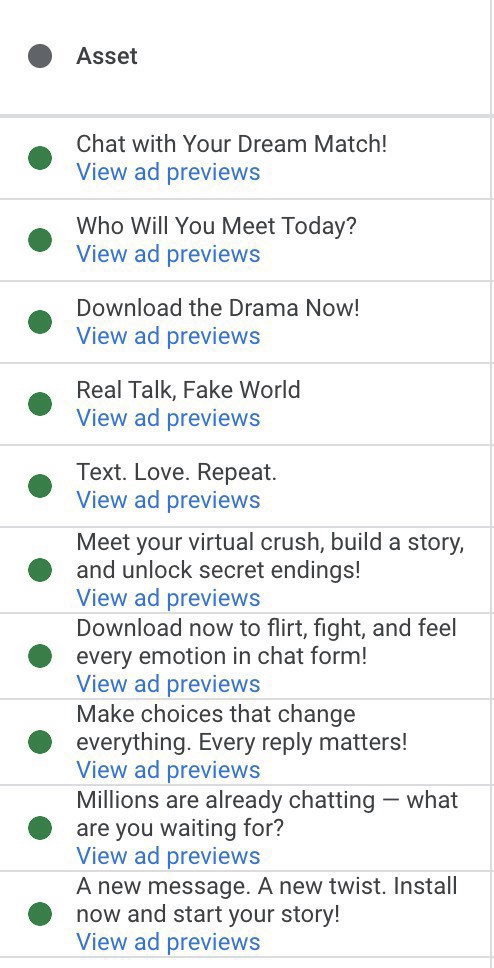 Asset
Chat with Your Dream Match!
View ad previews
Who Will You Meet Today?
View ad previews
Download the Drama Now!
View ad previews
Real Talk, Fake World
View ad previews
Text. Love. Repeat.
View ad previews
Meet your virtual crush, build a story,
and unlock secret endings!
View ad previews
Download now to flirt, fight, and feel
every emotion in chat form!
View ad previews
Make choices that change
everything. Every reply matters!
View ad previews
Millions are already chatting — what
are you waiting for?
View ad previews
A new message. A new twist. Install
now and start your story!
View ad previews